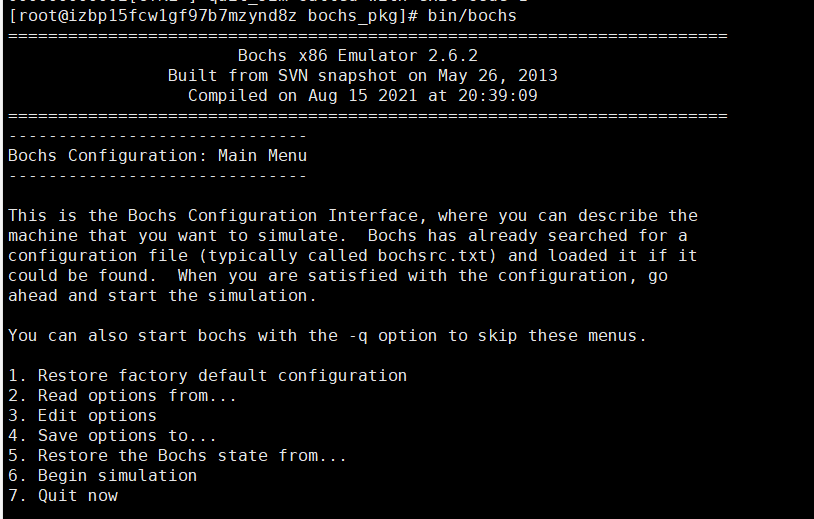 [root@izbp15fcw1gf97b7mzynd8z bochs_pkg]# bin/bochs
========================================================================
Bochs x86 Emulator 2.6.2
Built from SVN snapshot on May 26, 2013
Compiled on Aug 15 2021 at 20:39:09
========================================================================
------------------------------
Bochs Configuration: Main Menu
------------------------------
This is the Bochs Configuration Interface, where you can describe the
machine that you want to simulate.  Bochs has already searched for a
configuration file (typically called bochsrc.txt) and loaded it if it
could be found.  When you are satisfied with the configuration, go
ahead and start the simulation.
You can also start bochs with the -q option to skip these menus.
1. Restore factory default configuration
2. Read options from...
3. Edit options
4. Save options to...
5. Restore the Bochs state from...
6. Begin simulation
7. Quit now